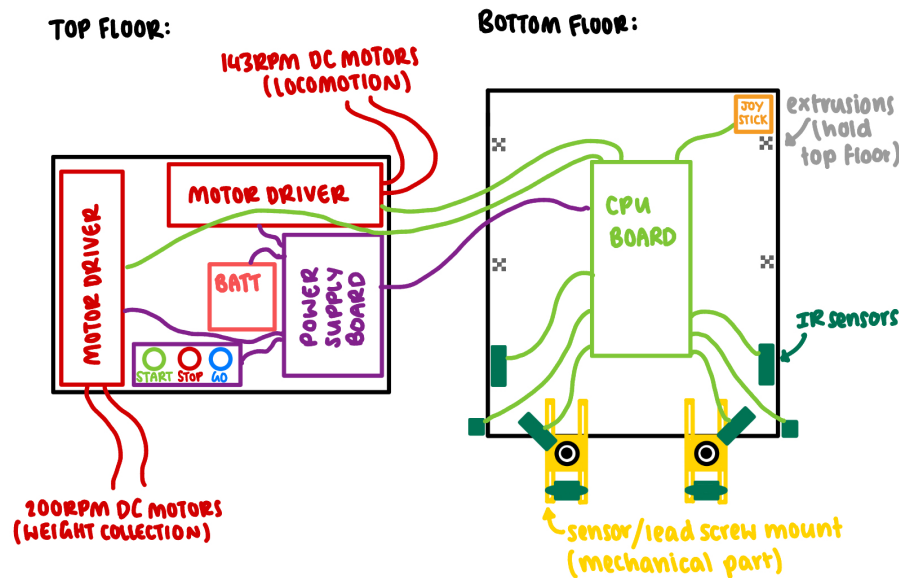 TOP FLOOR:
BOTTOM FLOOR:
143RPM DC MOTORS
(LOCOMOTION)
JOY
STICK
extrusions
(hold
top floor)
MOTOR DRIVER
MOTOR DRIVER
CPU
BOARD
BATT
POWER
SUPPLY
BOARD
IR sensors
START STOP GO
200RPM DC MOTORS
(WEIGHT COLLECTION)
sensor/lead screw mount
(mechanical part)